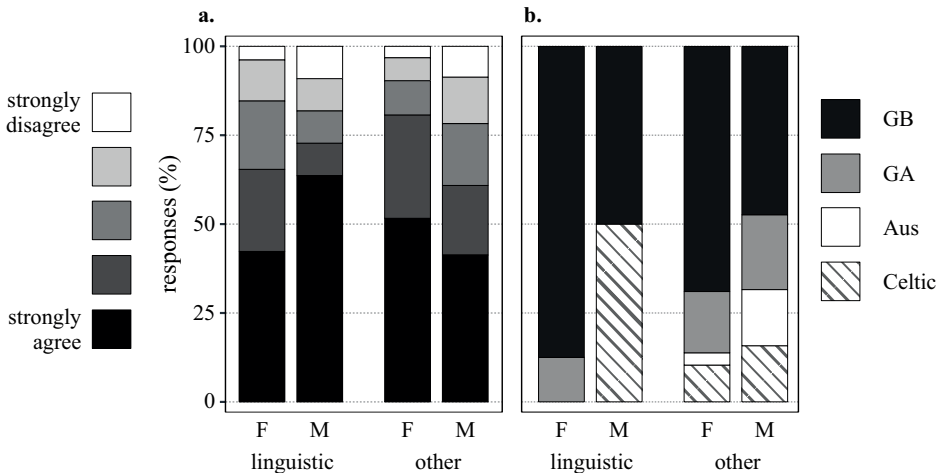 a.
b.
strongly
disagree
strongly
agree
responses (%)
100
75
50
25
0
F M F M
linguistic other
F M F M
linguistic other
GB
GA
Aus
Celtic